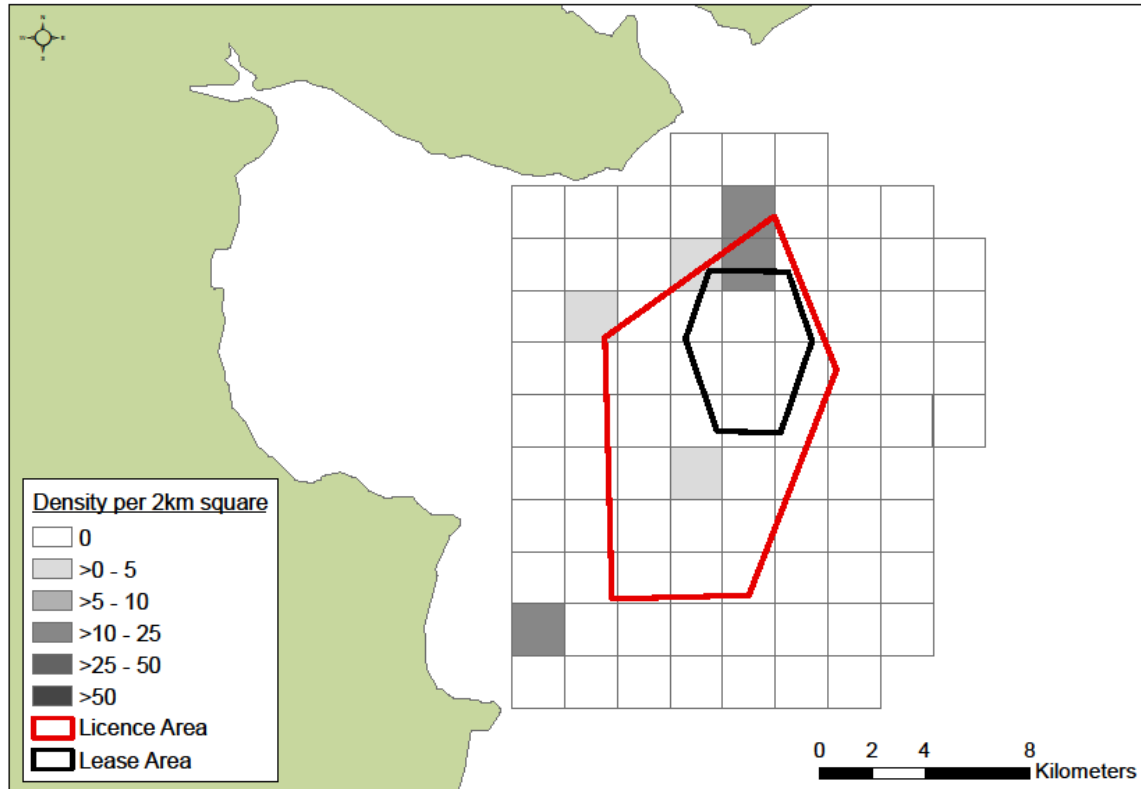 N
W E
S
Density per 2km square
0
>0 - 5
>5 - 10
>10 - 25
>25 - 50
>50
Licence Area
Lease Area
0 2 4 8
Kilometers